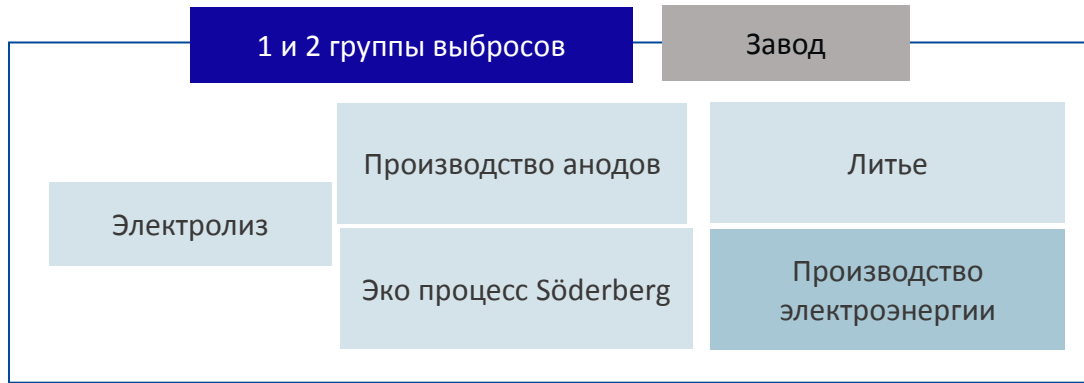 1 и 2 группы выбросов
Завод
Производство анодов
Литье
Электролиз
Эко процесс Söderberg
Производство
электроэнергии